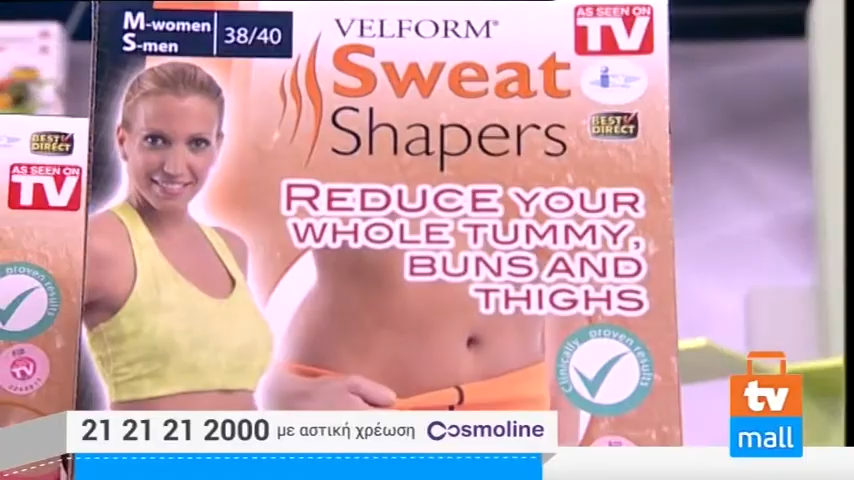 M-women
S-men
38/40
VELFORM®
Sweat
Shapers
AS SEEN ON
TV
BEST
DIRECT
REDUCE YOUR
WHOLE TUMMY,
BUNS AND
THIGHS
Clinically proven results
BEST
DIRECT
AS SEEN ON
TV
proven results
21 21 21 2000 με αστική χρέωση Cosmoline
tv
mall